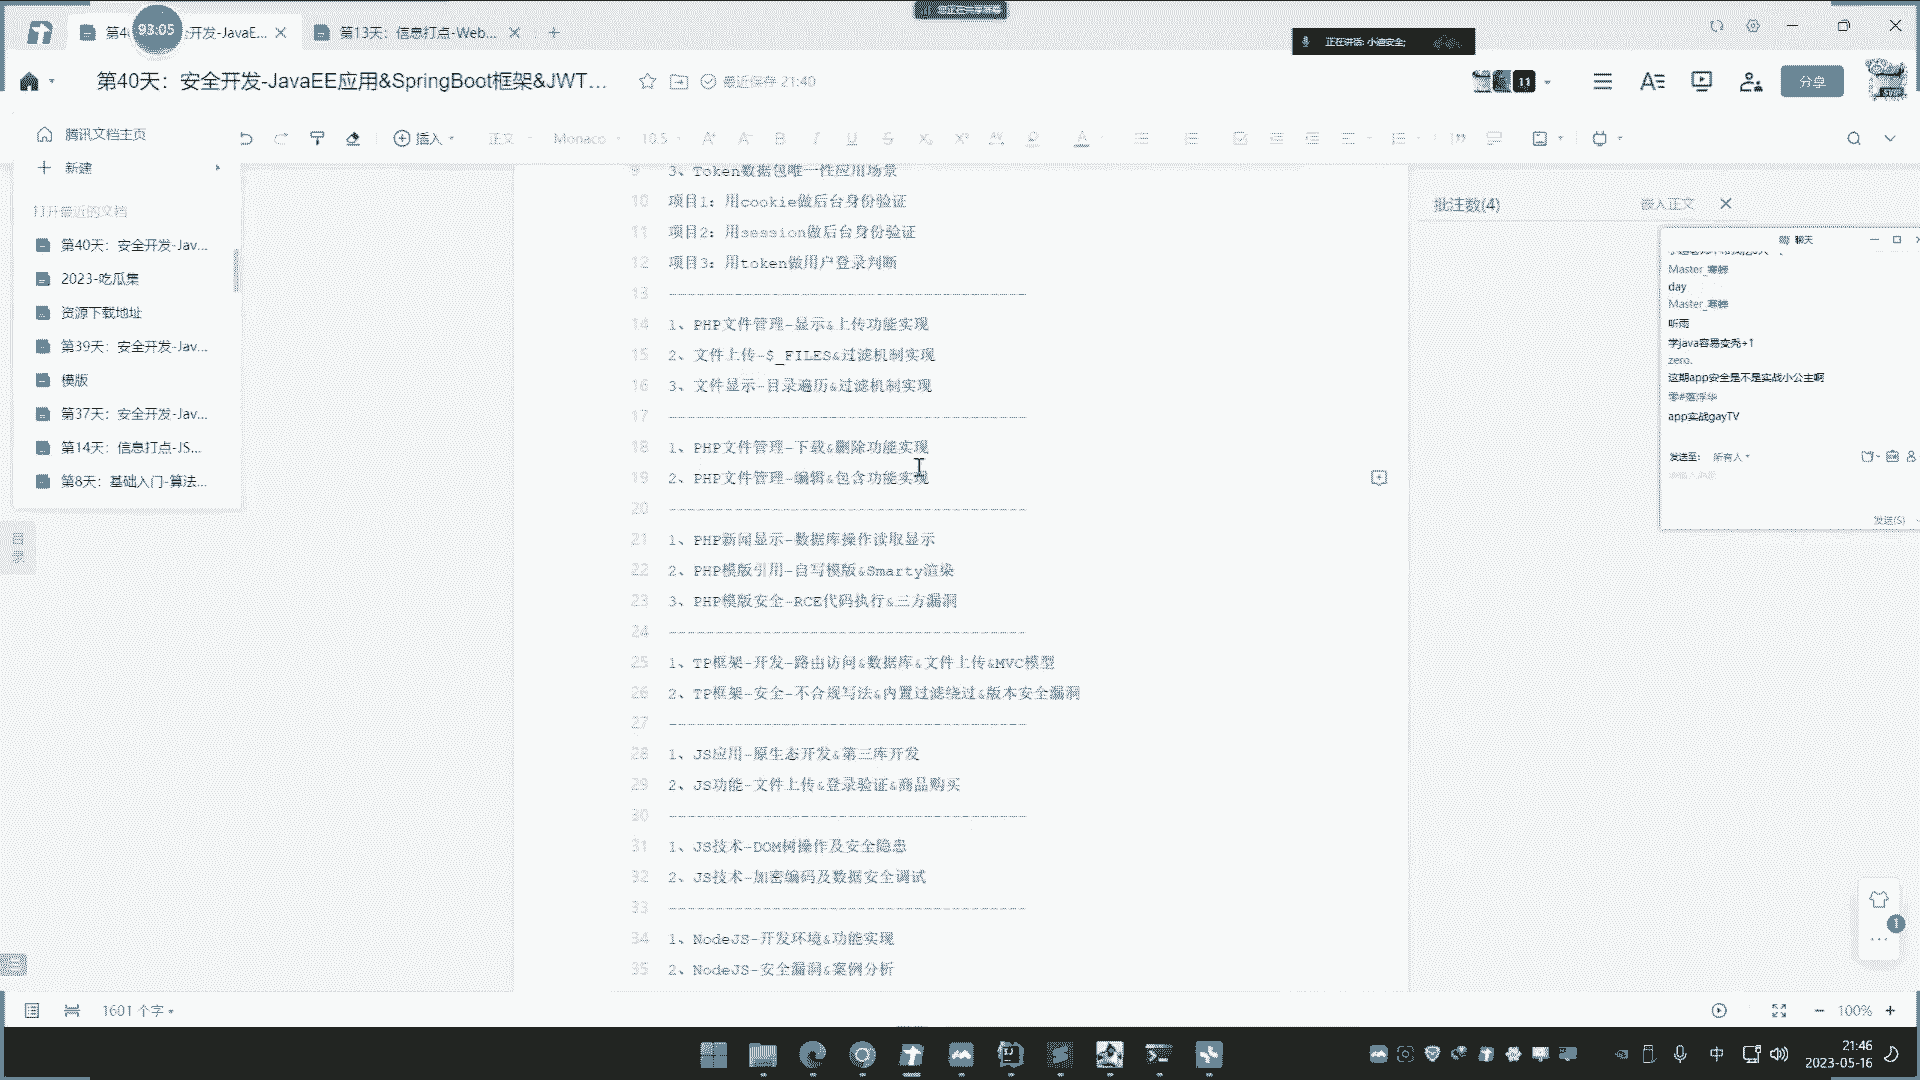 您正在共享屏幕
第4
93:05
开发-JavaE...
第13天：信息打点-Web...
正在讲话: 小迪安全;
第40天：安全开发-JavaEE应用&SpringBoot框架&JWT...
最近保存 21:40
11
分享
腾讯文档主页
新建
打开最近的文档
第40天：安全开发-Jav...
2023-吃瓜集
资源下载地址
第39天：安全开发-Jav...
模版
第37天：安全开发-Jav...
第14天：信息打点-JS...
第8天：基础入门-算法...
目录
插入
正文
Monaco
10.5
9 3、Token数据包唯一性应用场景
10 项目1：用cookie做后台身份验证
11 项目2：用session做后台身份验证
12 项目3：用token做用户登录判断
13 ------------------------------------
14 1、PHP文件管理-显示&上传功能实现
15 2、文件上传-$_FILES&过滤机制实现
16 3、文件显示-目录遍历&过滤机制实现
17 ------------------------------------
18 1、PHP文件管理-下载&删除功能实现
19 2、PHP文件管理-编辑&包含功能实现
20 ------------------------------------
21 1、PHP新闻显示-数据库操作读取显示
22 2、PHP模版引用-自写模版&Smarty渲染
23 3、PHP模版安全-RCE代码执行&三方漏洞
24 ------------------------------------
25 1、TP框架-开发-路由访问&数据库&文件上传&MVC模型
26 2、TP框架-安全-不合规写法&内置过滤绕过&版本安全漏洞
27 ------------------------------------
28 1、JS应用-原生态开发&第三库开发
29 2、JS功能-文件上传&登录验证&商品购买
30 ------------------------------------
31 1、JS技术-DOM树操作及安全隐患
32 2、JS技术-加密编码及数据安全调试
33 ------------------------------------
34 1、NodeJS-开发环境&功能实现
35 2、NodeJS-安全漏洞&案例分析
批注数(4)
嵌入正文
聊天
Master_
day
Master_
听雨
学java容易变秃+1
zero.
这期app安全是不是实战小公主啊
app实战gayTV
发送至: 所有人
发送(S)
1
1601 个字
100%
中
21:46
2023-05-16